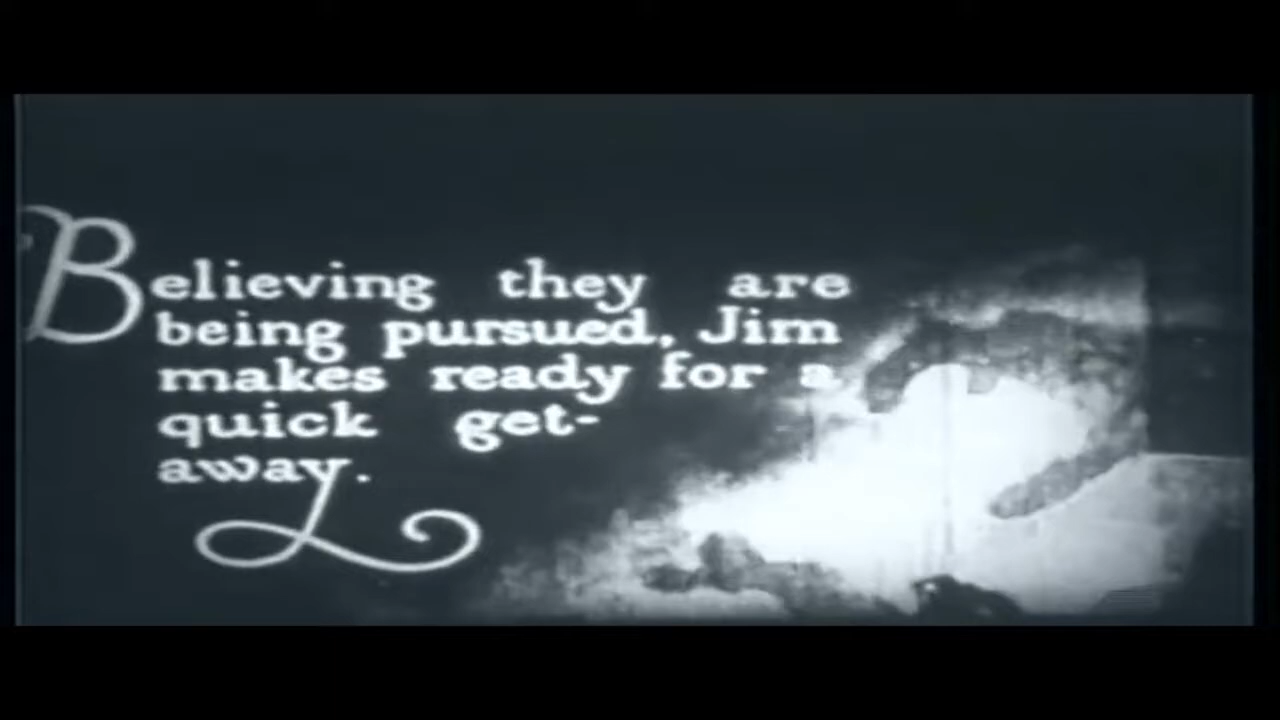 Believing they are
being pursued, Jim
makes ready for a
quick get-
away.